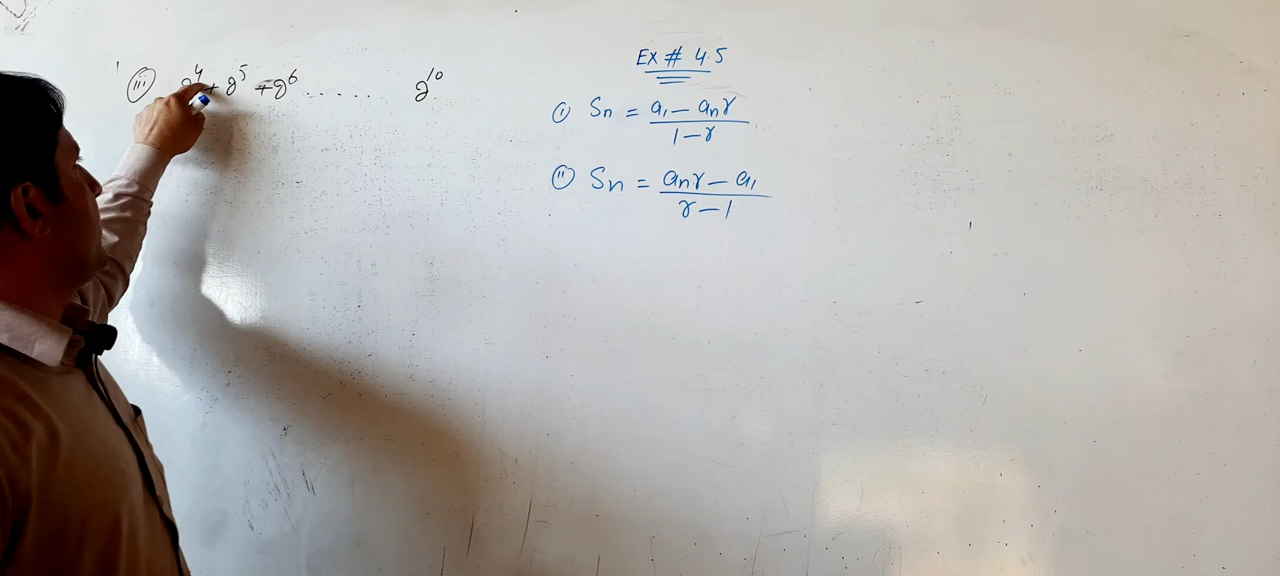 (iii) 2⁴ + 2⁵ + 2⁶ ..... 2¹⁰
Ex # 4.5
(i) Sn = a₁ - anr / 1 - r
(ii) Sn = anr - a₁ / r - 1